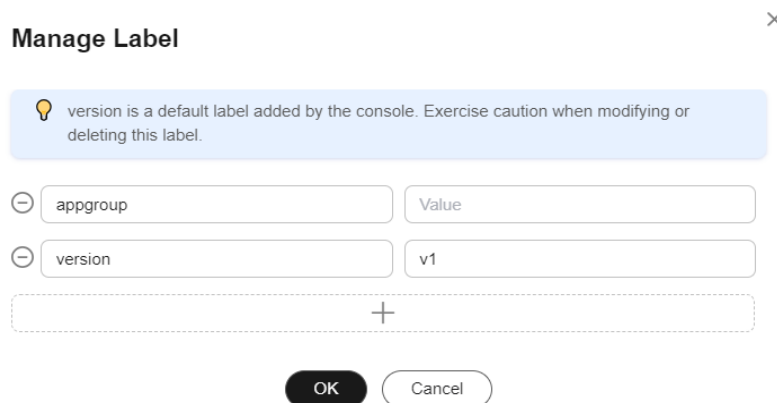 Manage Label
version is a default label added by the console. Exercise caution when modifying or
deleting this label.
appgroup
Value
version
v1
OK
Cancel